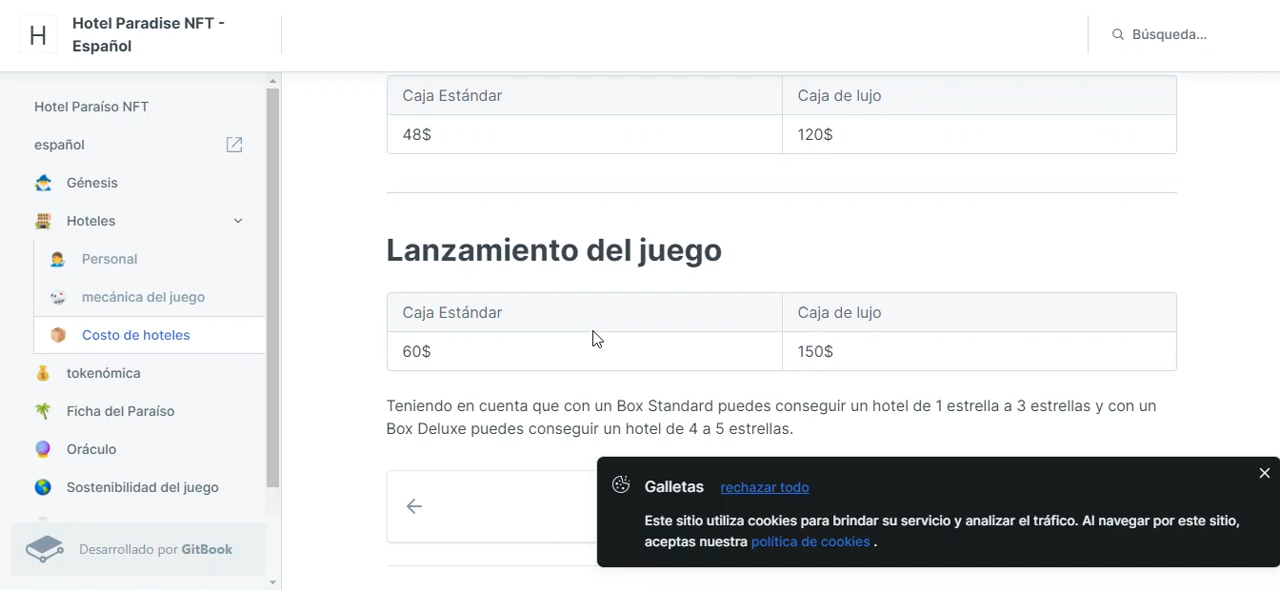 H
Hotel Paradise NFT -
Español
Búsqueda...
Hotel Paraíso NFT
español
Génesis
Hoteles
Personal
mecánica del juego
Costo de hoteles
tokenómica
Ficha del Paraíso
Oráculo
Sostenibilidad del juego
Desarrollado por GitBook
Caja Estándar Caja de lujo
48$ 120$
Lanzamiento del juego
Caja Estándar Caja de lujo
60$ 150$
Teniendo en cuenta que con un Box Standard puedes conseguir un hotel de 1 estrella a 3 estrellas y con un
Box Deluxe puedes conseguir un hotel de 4 a 5 estrellas.
Galletas rechazar todo
Este sitio utiliza cookies para brindar su servicio y analizar el tráfico. Al navegar por este sitio,
aceptas nuestra política de cookies .